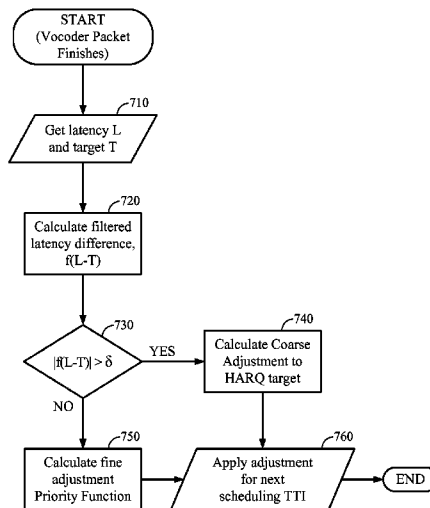 START
(Vocoder Packet
Finishes)
710
Get latency L
and target T
720
Calculate filtered
latency difference,
f(L-T)
730
|f(L-T)| > δ
YES
NO
740
Calculate Coarse
Adjustment to
HARQ target
750
Calculate fine
adjustment
Priority Function
760
Apply adjustment
for next
scheduling TTI
END